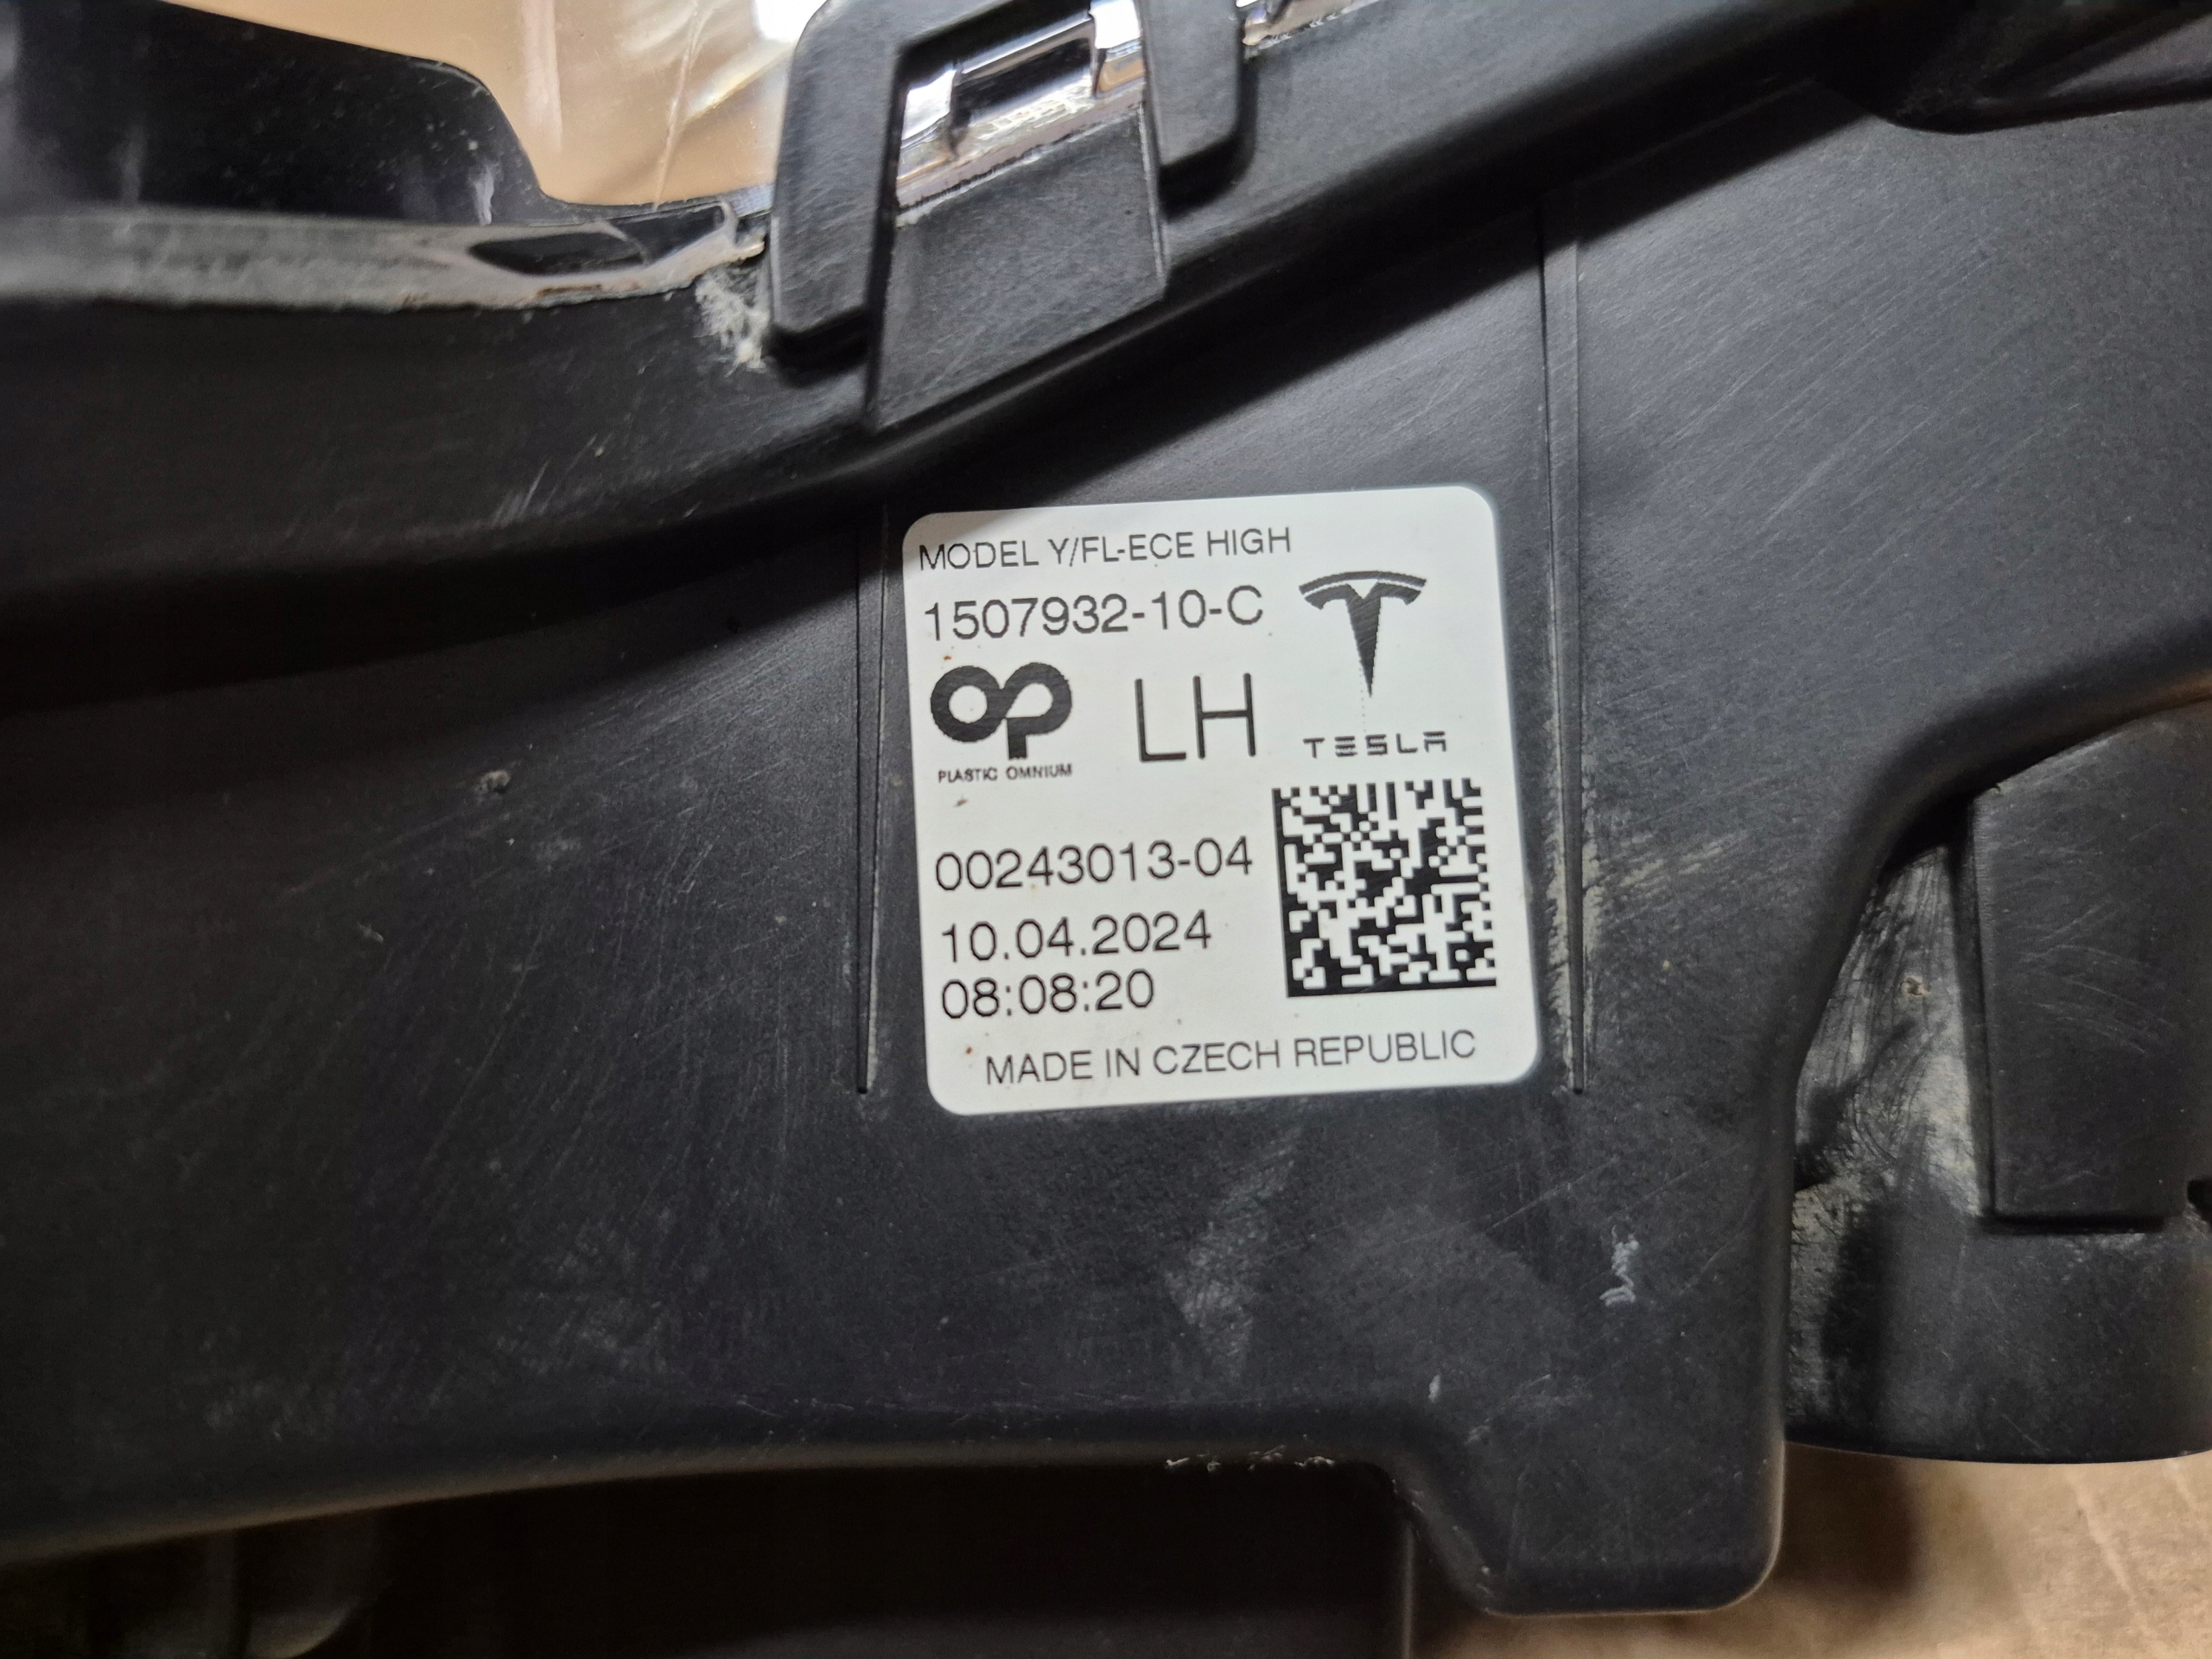 MODEL Y/FL-ECE HIGH
1507932-10-C
LH
TESLA
PLASTIC OMNIUM
00243013-04
10.04.2024
08:08:20
MADE IN CZECH REPUBLIC